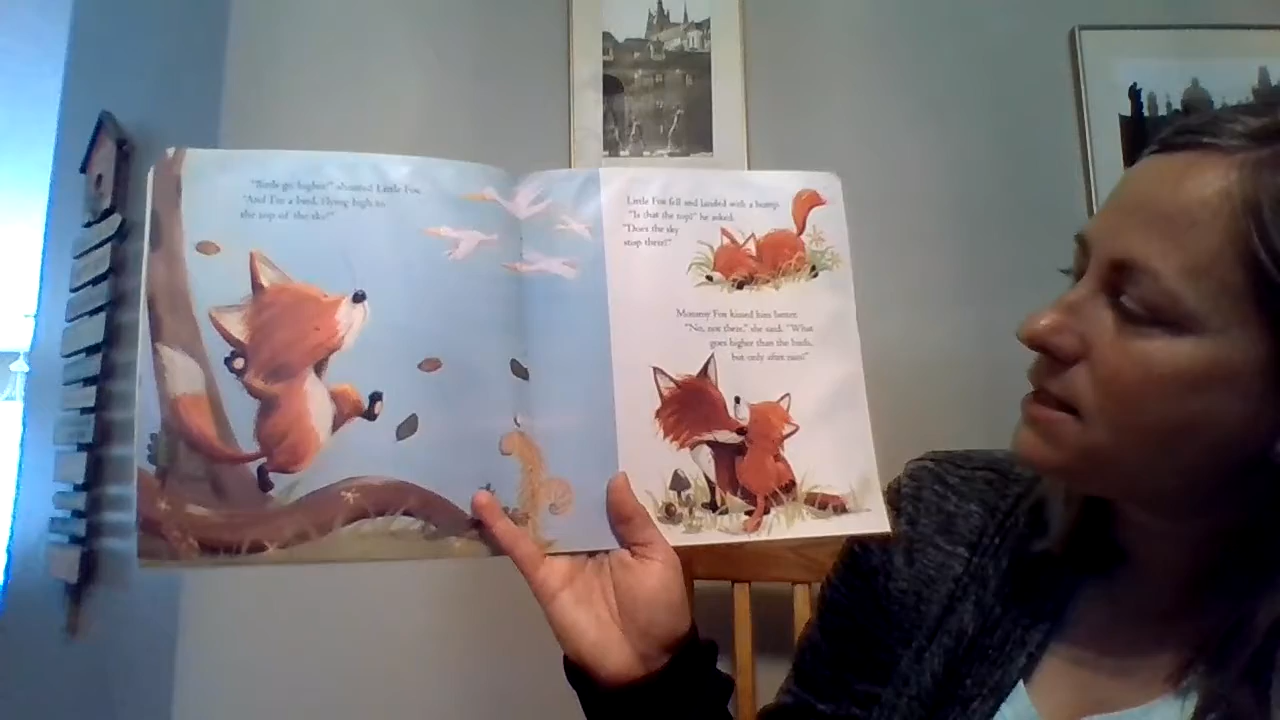 "Birds go higher!" shouted Little Fox.
"And I'm a bird, flying high to
the top of the sky!"
Little Fox fell and landed with a bump.
"Is that the top?" he asked.
"Does the sky
stop there?"
Mommy Fox kissed him better.
"No, not there," she said. "What
goes higher than the birds,
but only after rain?"